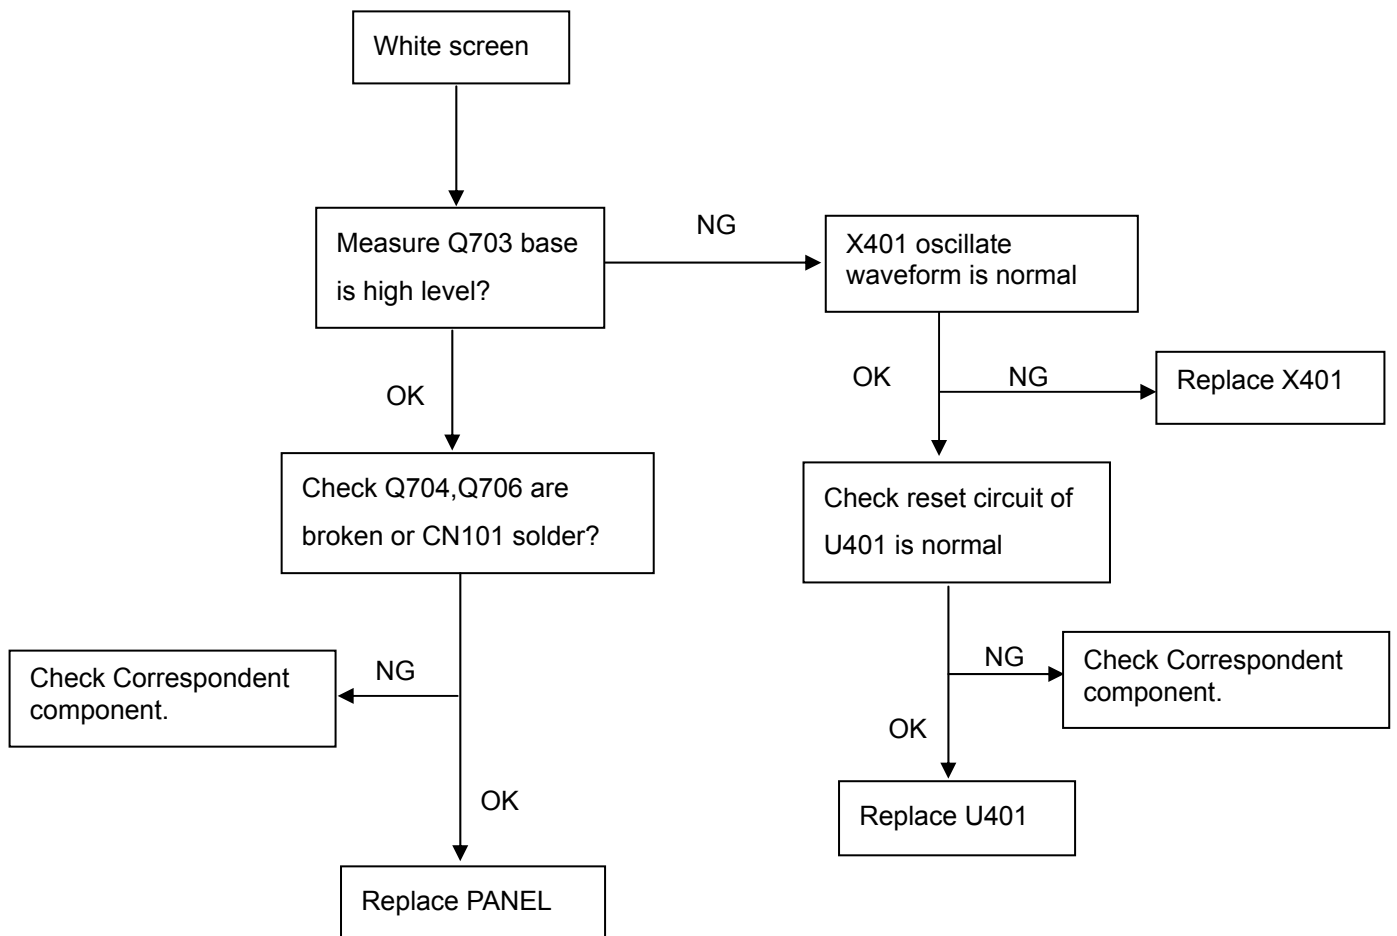 White screen
Measure Q703 base
is high level?
NG
X401 oscillate
waveform is normal
OK
OK
NG
Replace X401
Check Q704,Q706 are
broken or CN101 solder?
Check reset circuit of
U401 is normal
Check Correspondent
component.
NG
NG
Check Correspondent
component.
OK
OK
Replace U401
Replace PANEL